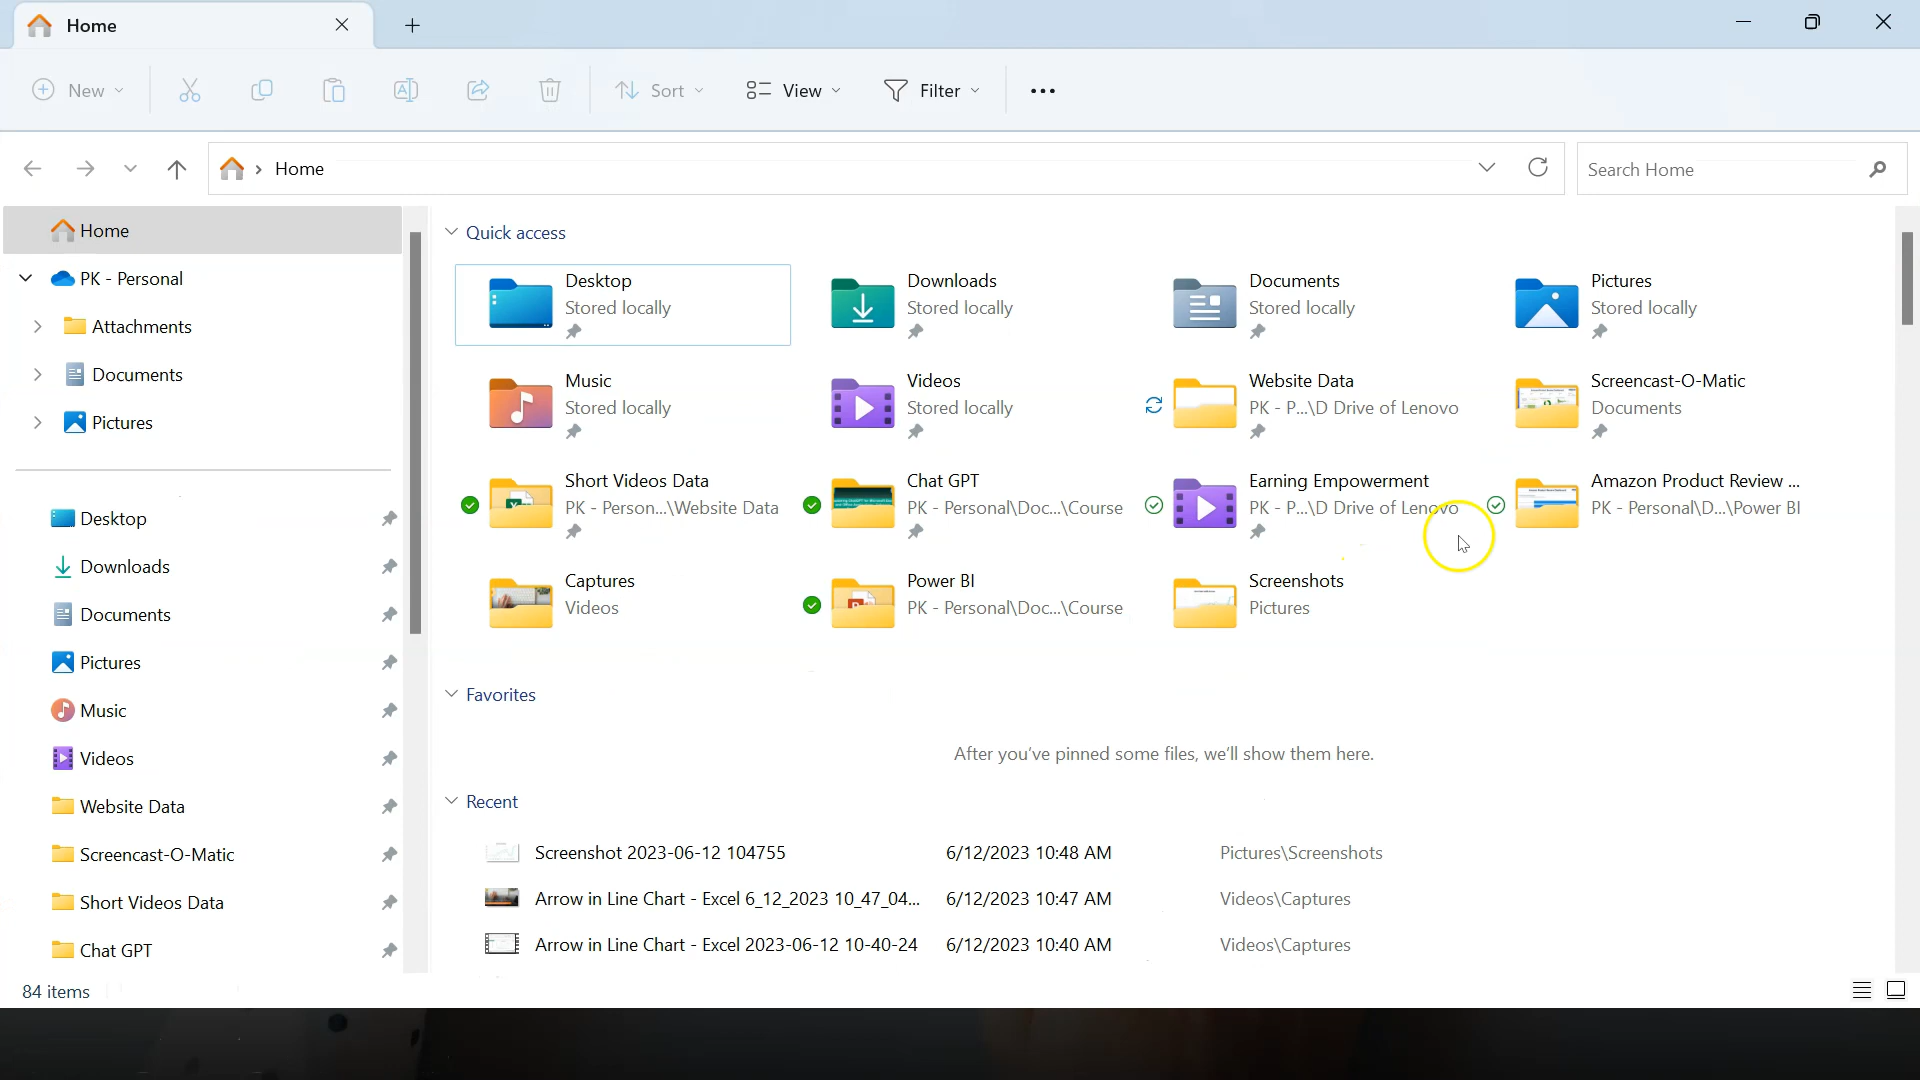 Home
New
Sort
View
Filter
Home
Search Home
Home
PK - Personal
Attachments
Documents
Pictures
Desktop
Downloads
Documents
Pictures
Music
Videos
Website Data
Screencast-O-Matic
Short Videos Data
Chat GPT
Quick access
Desktop
Stored locally
Downloads
Stored locally
Documents
Stored locally
Pictures
Stored locally
Music
Stored locally
Videos
Stored locally
Website Data
PK - P...\D Drive of Lenovo
Screencast-O-Matic
Documents
Short Videos Data
PK - Person...\Website Data
Chat GPT
PK - Personal\Doc...\Course
Earning Empowerment
PK - P...\D Drive of Lenovo
Amazon Product Review ...
PK - Personal\D...\Power BI
Captures
Videos
Power BI
PK - Personal\Doc...\Course
Screenshots
Pictures
Favorites
After you've pinned some files, we'll show them here.
Recent
Screenshot 2023-06-12 104755 6/12/2023 10:48 AM Pictures\Screenshots
Arrow in Line Chart - Excel 6_12_2023 10_47_04... 6/12/2023 10:47 AM Videos\Captures
Arrow in Line Chart - Excel 2023-06-12 10-40-24 6/12/2023 10:40 AM Videos\Captures
84 items